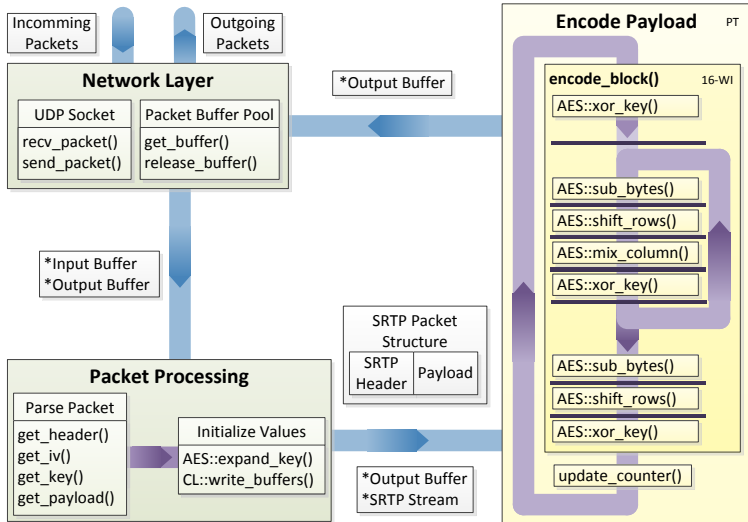 Incomming
Packets
Outgoing
Packets
Network Layer
UDP Socket
recv_packet()
send_packet()
Packet Buffer Pool
get_buffer()
release_buffer()
*Output Buffer
*Input Buffer
*Output Buffer
Packet Processing
Parse Packet
get_header()
get_iv()
get_key()
get_payload()
Initialize Values
AES::expand_key()
CL::write_buffers()
SRTP Packet
Structure
SRTP
Header
Payload
*Output Buffer
*SRTP Stream
Encode Payload
PT
encode_block()
16-WI
AES::xor_key()
AES::sub_bytes()
AES::shift_rows()
AES::mix_column()
AES::xor_key()
AES::sub_bytes()
AES::shift_rows()
AES::xor_key()
update_counter()